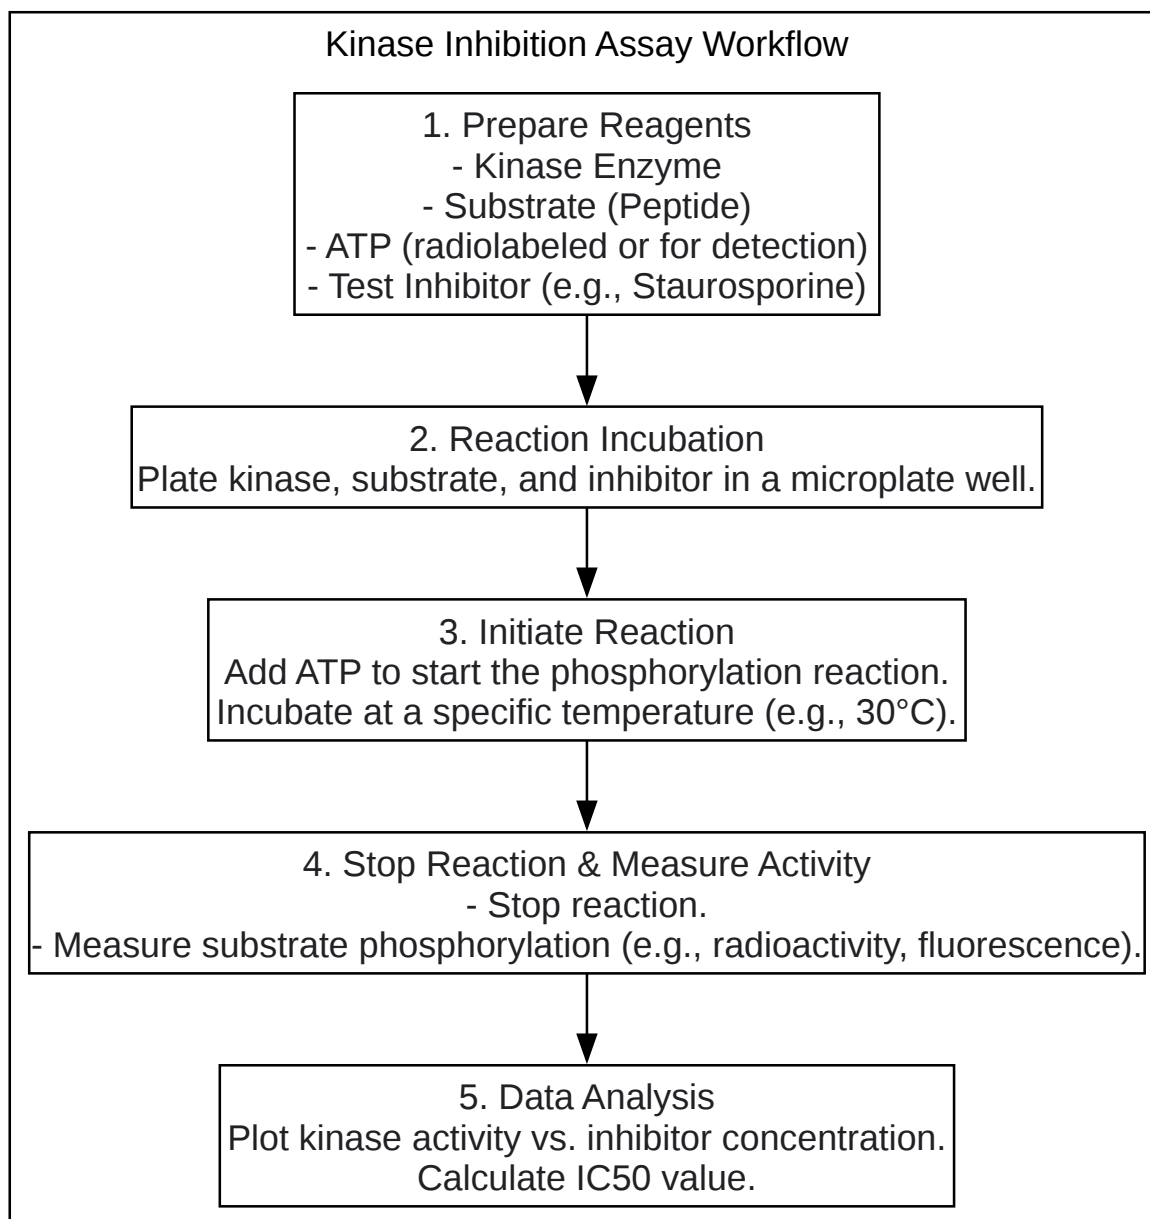 Kinase Inhibition Assay Workflow
1. Prepare Reagents
- Kinase Enzyme
- Substrate (Peptide)
- ATP (radiolabeled or for detection)
- Test Inhibitor (e.g., Staurosporine)
2. Reaction Incubation
Plate kinase, substrate, and inhibitor in a microplate well.
3. Initiate Reaction
Add ATP to start the phosphorylation reaction.
Incubate at a specific temperature (e.g., 30°C).
4. Stop Reaction & Measure Activity
- Stop reaction.
- Measure substrate phosphorylation (e.g., radioactivity, fluorescence).
5. Data Analysis
Plot kinase activity vs. inhibitor concentration.
Calculate IC50 value.